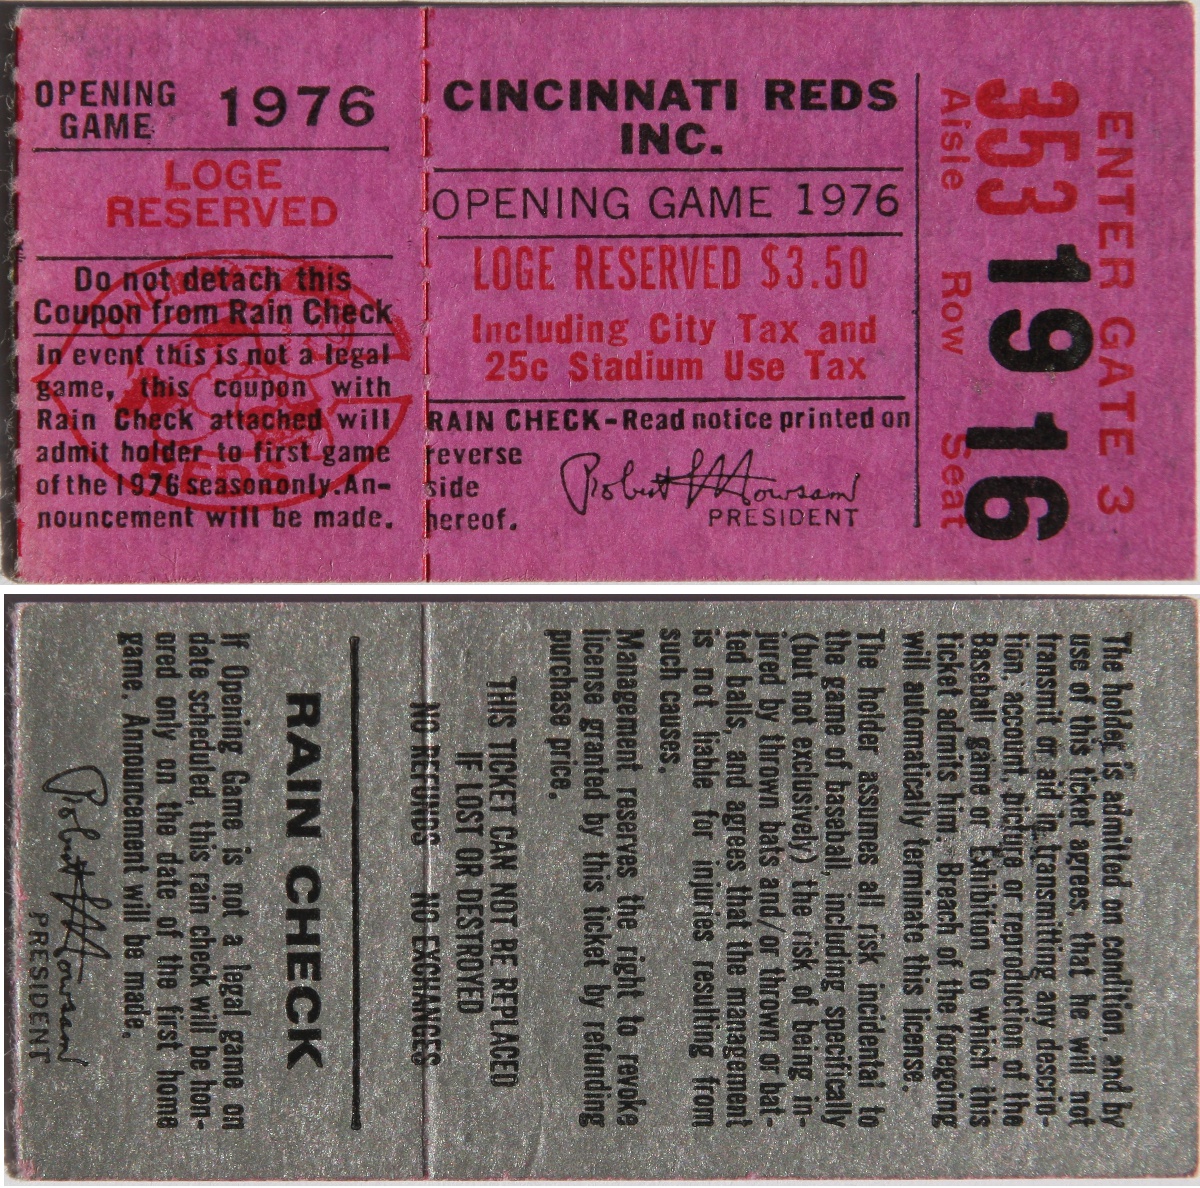 OPENING
GAME
1976
LOGE
RESERVED
Do not detach this
Coupon from Rain Check
In event this is not a legal
game, this coupon with
Rain Check attached will
admit holder to first game
of the 1976 season only. An-
nouncement will be made.
CINCINNATI REDS
REDS
CINCINNATI REDS
INC.
OPENING GAME 1976
LOGE RESERVED $3.50
Including City Tax and
25c Stadium Use Tax
RAIN CHECK-Read notice printed on
reverse
side
hereof.
Robert L Howsam
PRESIDENT
ENTER GATE 3
353 19 16
Aisle Row Seat
The holder is admitted on condition, and by
use of this ticket agrees, that he will not
transmit or aid in transmitting any descrip-
tion, account, picture or reproduction of the
Baseball game or Exhibition to which this
ticket admits him. Breach of the foregoing
will automatically terminate this license.
The holder assumes all risk incidental to
the game of baseball, including specifically
(but not exclusively) the risk of being in-
jured by thrown bats and/or thrown or bat-
ted balls, and agrees that the management
is not liable for injuries resulting from
such causes.
Management reserves the right to revoke
license granted by this ticket by refunding
purchase price.
THIS TICKET CAN NOT BE REPLACED
IF LOST OR DESTROYED
NO REFUNDS NO EXCHANGES
RAIN CHECK
If Opening Game is not a legal game on
date scheduled, this rain check will be hon-
ored only on the date of the first home
game. Announcement will be made.
Robert L Howsam
PRESIDENT